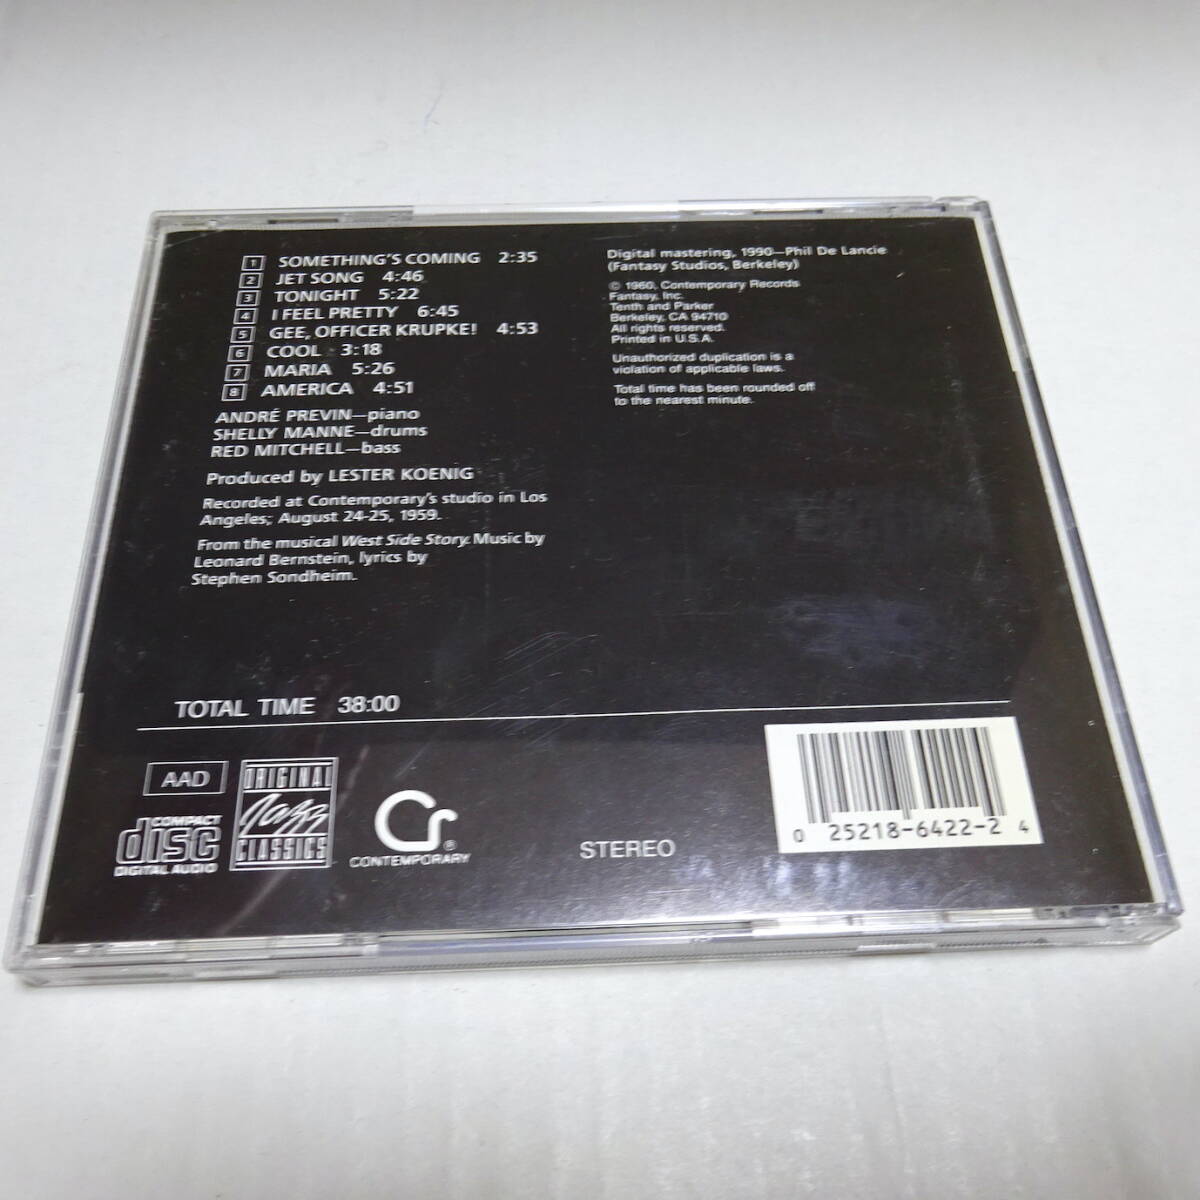 1 SOMETHING'S COMING 2:35
2 JET SONG 4:46
3 TONIGHT 5:22
4 I FEEL PRETTY 6:45
5 GEE, OFFICER KRUPKE! 4:53
6 COOL 3:18
7 MARIA 5:26
8 AMERICA 4:51
ANDRÉ PREVIN—piano
SHELLY MANNE—drums
RED MITCHELL—bass
Produced by LESTER KOENIG
Recorded at Contemporary's studio in Los
Angeles; August 24-25, 1959.
From the musical West Side Story. Music by
Leonard Bernstein, lyrics by
Stephen Sondheim.
Digital mastering, 1990—Phil De Lancie
(Fantasy Studios, Berkeley)
© 1960, Contemporary Records
Fantasy, Inc.
Tenth and Parker
Berkeley, CA 94710
All rights reserved.
Printed in U.S.A.
Unauthorized duplication is a
violation of applicable laws.
Total time has been rounded off
to the nearest minute.
TOTAL TIME 38:00
AAD
COMPACT
disc
DIGITAL AUDIO
ORIGINAL
Jazz
CLASSICS
Cr®
CONTEMPORARY
STEREO
0 25218-6422-2 4